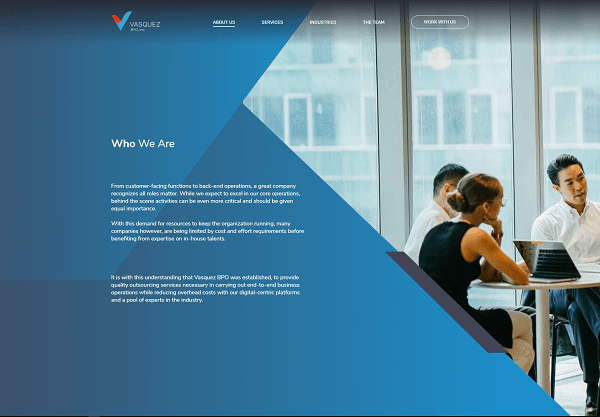 VASQUEZ
BPO, Inc.
ABOUT US
SERVICES
INDUSTRIES
THE TEAM
WORK WITH US
Who We Are
From customer-facing functions to back-end operations, a great company
recognizes all roles matter. While we expect to excel in our core operations,
behind the scene activities can be even more critical and should be given
equal importance.
With this demand for resources to keep the organization running, many
companies however, are being limited by cost and effort requirements before
benefiting from expertise on in-house talents.
It is with this understanding that Vasquez BPO was established, to provide
quality outsourcing services necessary in carrying out end-to-end business
operations while reducing overhead costs with our digital-centric platforms
and a pool of experts in the industry.